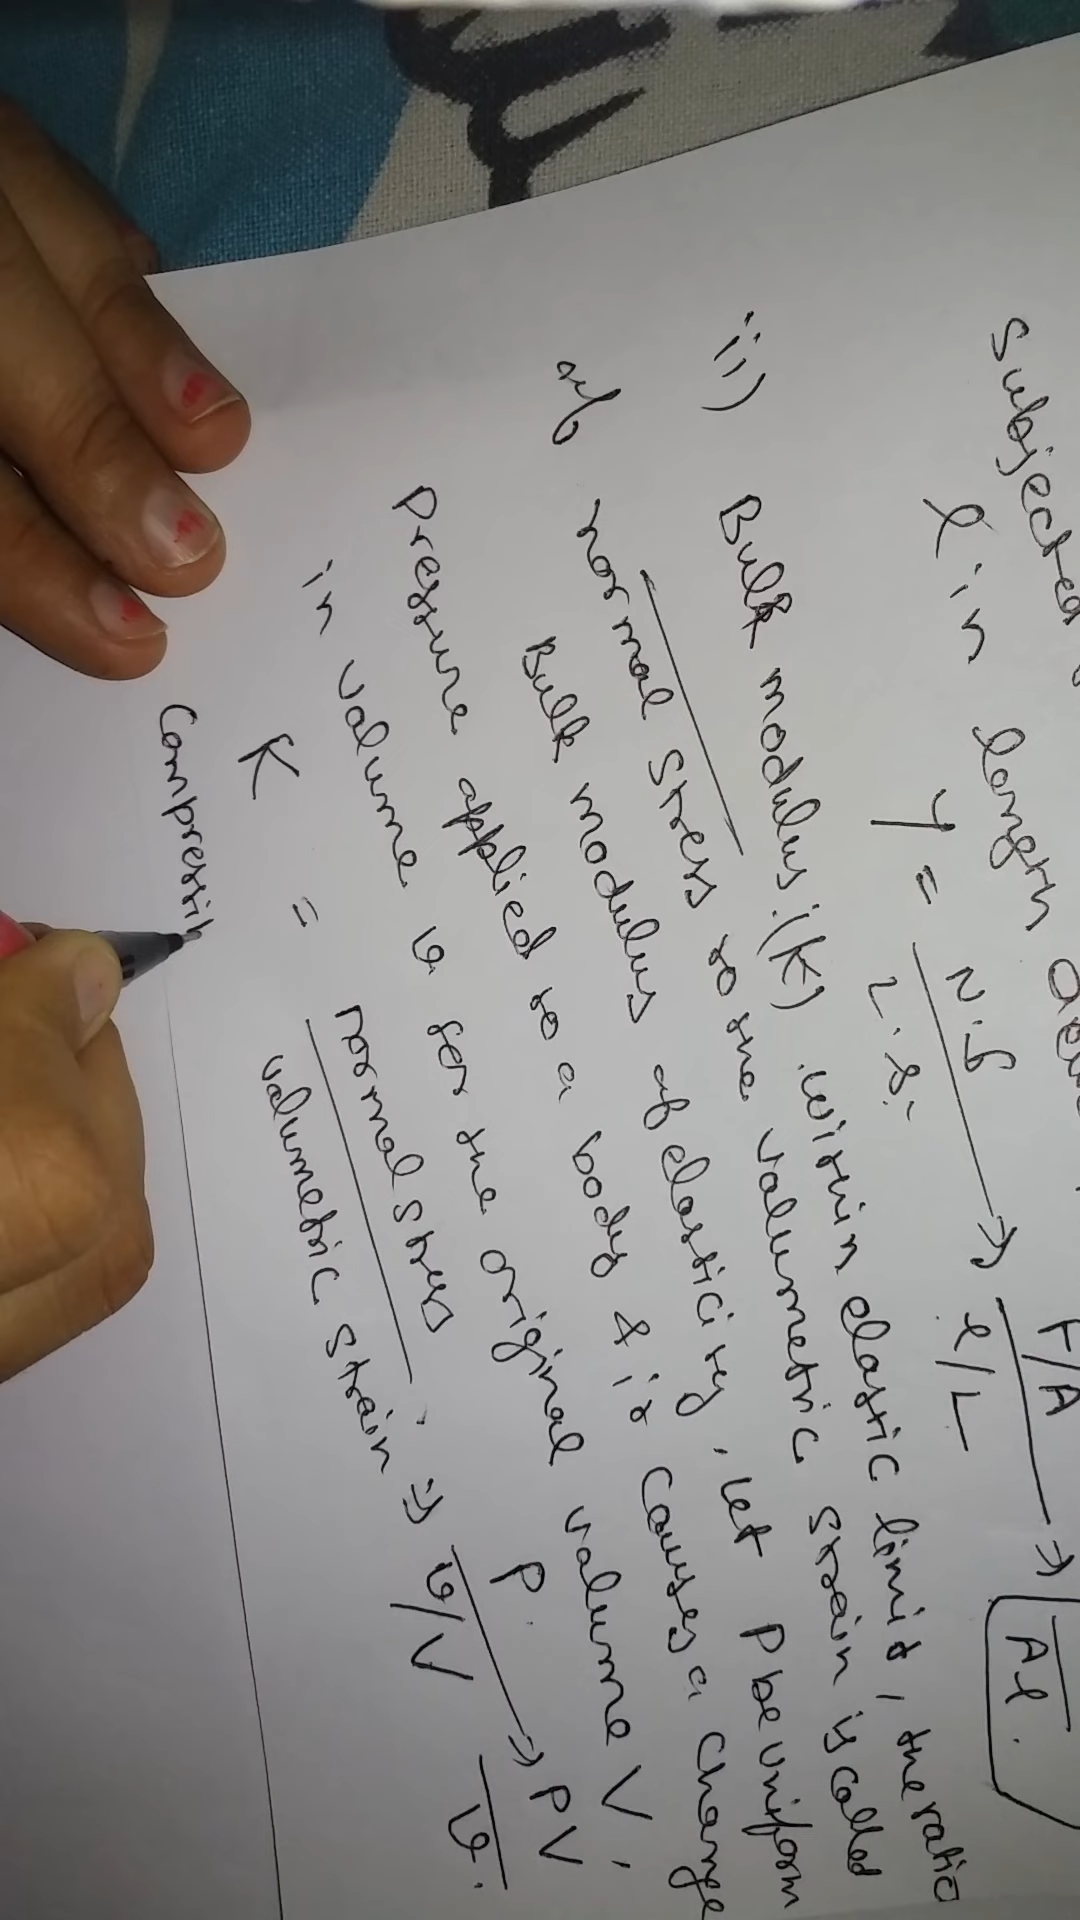 subjected
l in length
Y = N.S / L.S. ⇒ F/A / l/L ⇒ / Al.
ii) Bulk modulus :(K) within elastic limit, the ratio
of normal stress to the volumetric strain is called
Bulk modulus of elasticity, Let P be uniform
Pressure applied to a body & it causes a change
in volume v for the original volume V.
K = normal stress / volumetric strain ⇒ P. / v/V ⇒ PV / v.
Compressib